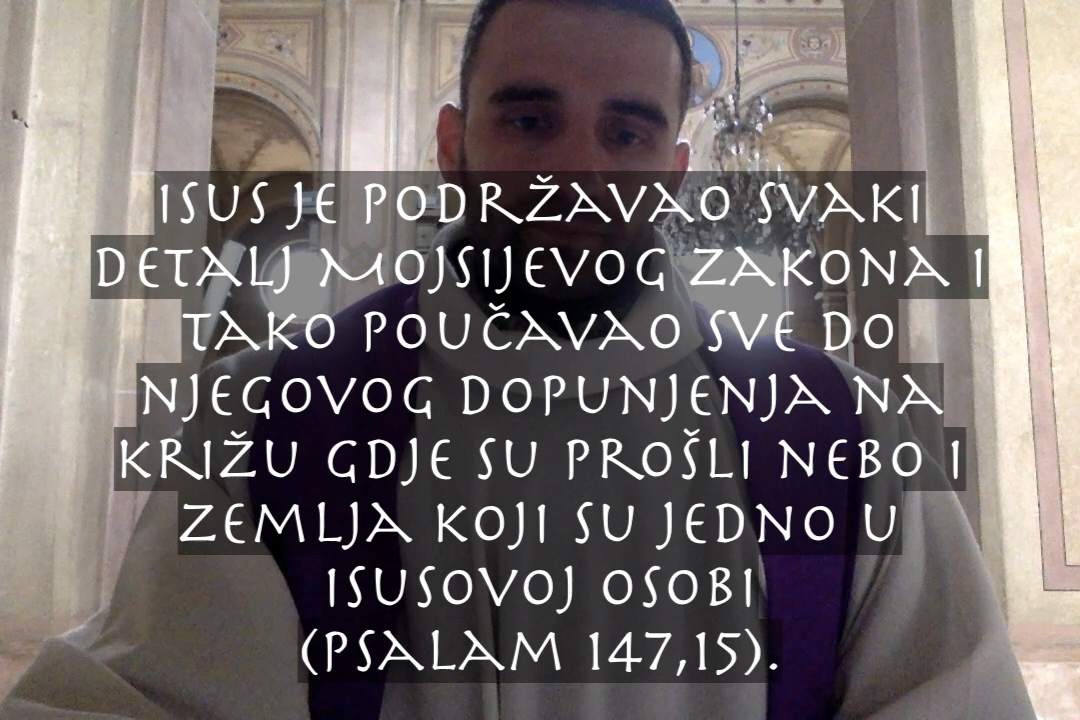 ISUS JE PODRŽAVAO SVAKI
DETALJ MOJSIJEVOG ZAKONA I
TAKO POUČAVAO SVE DO
NJEGOVOG DOPUNJENJA NA
KRIŽU GDJE SU PROŠLI NEBO I
ZEMLJA KOJI SU JEDNO U
ISUSOVOJ OSOBI
(PSALAM 147,15).